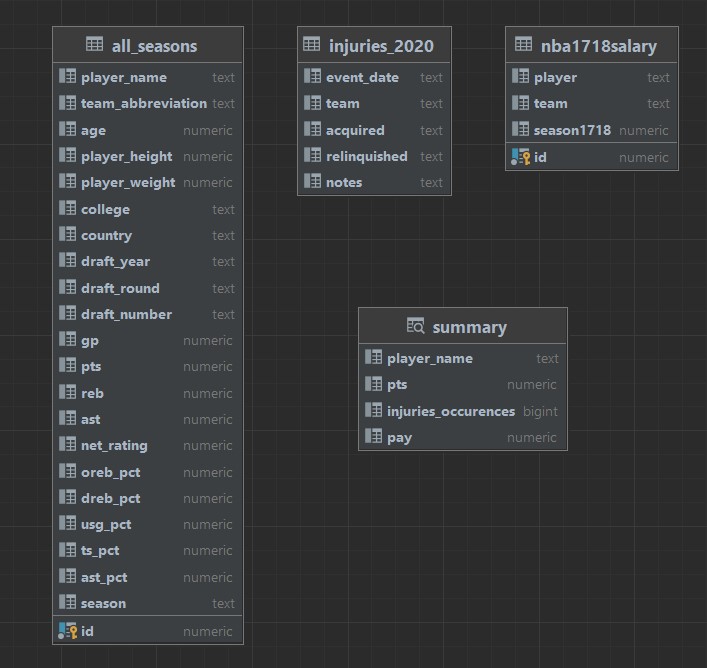 all_seasons
player_name text
team_abbreviation text
age numeric
player_height numeric
player_weight numeric
college text
country text
draft_year text
draft_round text
draft_number text
gp numeric
pts numeric
reb numeric
ast numeric
net_rating numeric
oreb_pct numeric
dreb_pct numeric
usg_pct numeric
ts_pct numeric
ast_pct numeric
season text
id numeric
injuries_2020
event_date text
team text
acquired text
relinquished text
notes text
nba1718salary
player text
team text
season1718 numeric
id numeric
summary
player_name text
pts numeric
injuries_occurences bigint
pay numeric